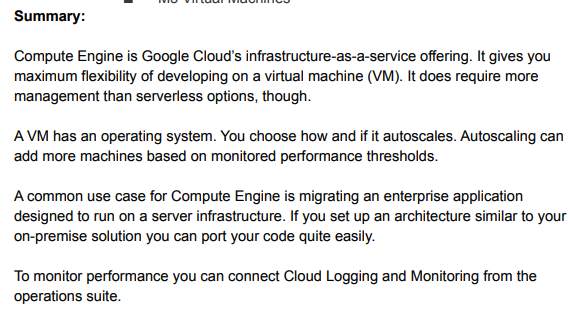 Summary:
Compute Engine is Google Cloud’s infrastructure-as-a-service offering. It gives you
maximum flexibility of developing on a virtual machine (VM). It does require more
management than serverless options, though.
A VM has an operating system. You choose how and if it autoscales. Autoscaling can
add more machines based on monitored performance thresholds.
A common use case for Compute Engine is migrating an enterprise application
designed to run on a server infrastructure. If you set up an architecture similar to your
on-premise solution you can port your code quite easily.
To monitor performance you can connect Cloud Logging and Monitoring from the
operations suite.